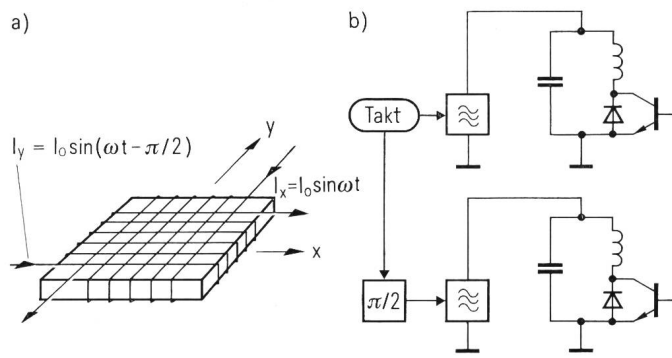 a)
I_y = I_0 sin(ωt − π/2)
y
I_x = I_0 sinωt
x
b)
Takt
≈
π/2
≈